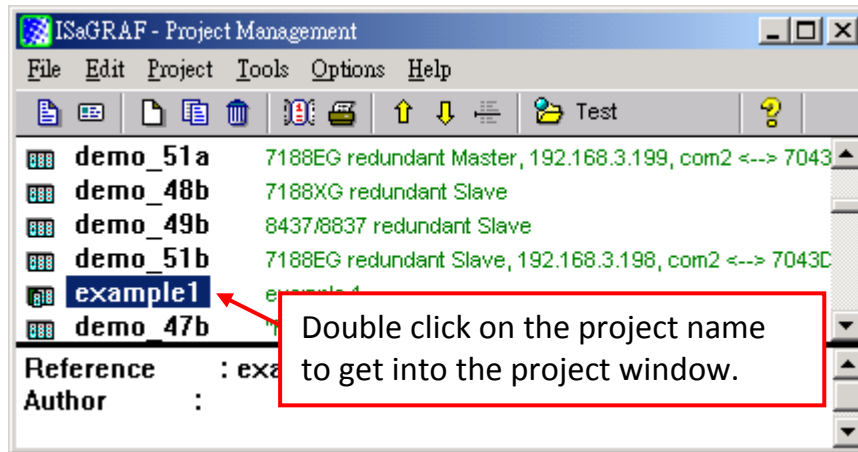 ISaGRAF - Project Management
File Edit Project Tools Options Help
Test
demo_51a 7188EG redundant Master, 192.168.3.199, com2 <--> 7043
demo_48b 7188XG redundant Slave
demo_49b 8437/8837 redundant Slave
demo_51b 7188EG redundant Slave, 192.168.3.198, com2 <--> 7043D
example1
demo_47b
Double click on the project name
to get into the project window.
Reference :
Author :